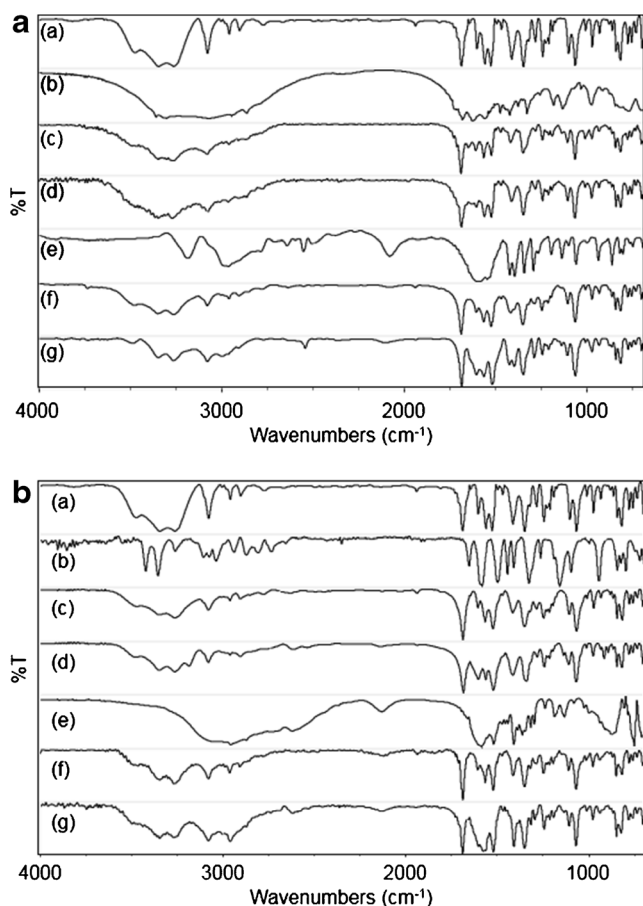 a
(a)
(b)
(c)
(d)
(e)
(f)
(g)
%T
4000 3000 2000 1000
Wavenumbers (cm⁻¹)
b
(a)
(b)
(c)
(d)
(e)
(f)
(g)
%T
4000 3000 2000 1000
Wavenumbers (cm⁻¹)